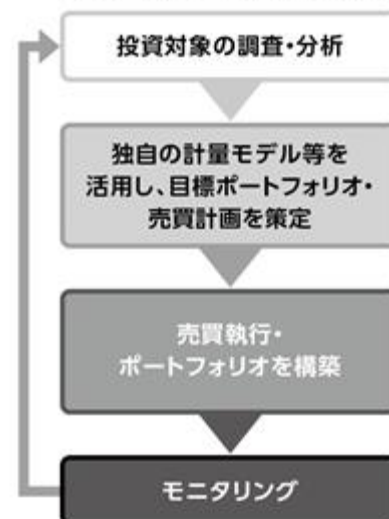 投資対象の調査・分析
独自の計量モデル等を
活用し、目標ポートフォリオ・
売買計画を策定
売買執行・
ポートフォリオを構築
モニタリング